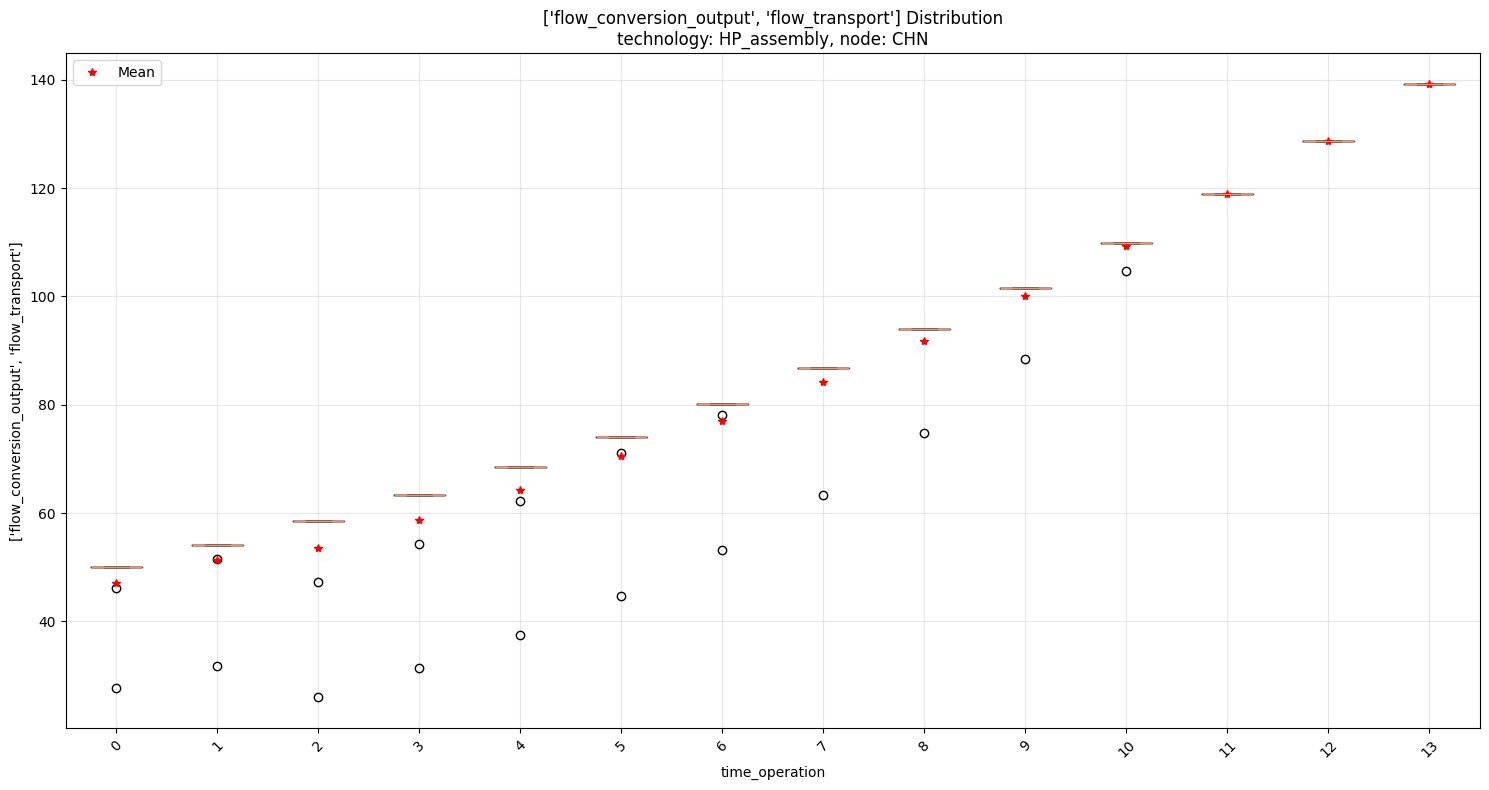 ['flow_conversion_output', 'flow_transport'] Distribution
technology: HP_assembly, node: CHN
Mean
['flow_conversion_output', 'flow_transport']
140
120
100
80
60
40
0 1 2 3 4 5 6 7 8 9 10 11 12 13
time_operation